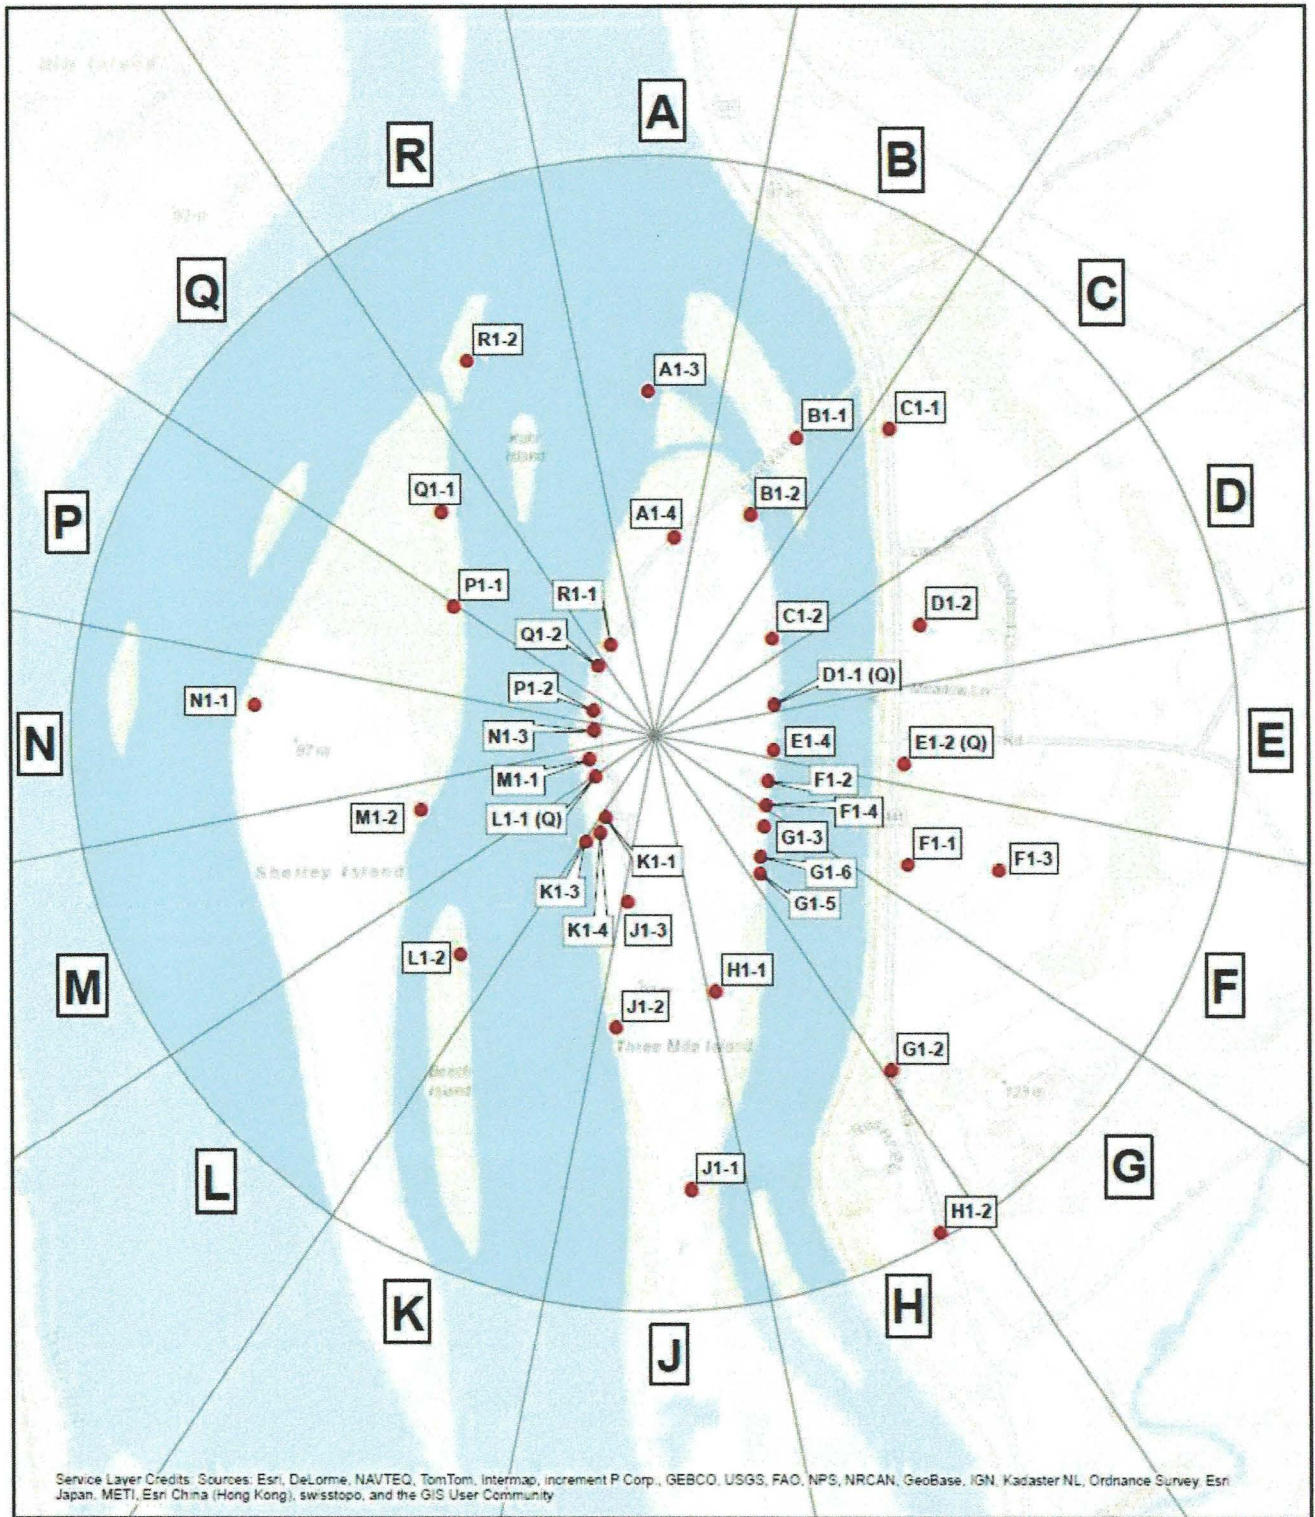 A
R
B
Q
C
R1-2
A1-3
C1-1
B1-1
Q1-1
D
P
B1-2
A1-4
P1-1
R1-1
D1-2
C1-2
Q1-2
D1-1 (Q)
P1-2
N1-1
N
N1-3
E1-4
E1-2 (Q)
E
97 m
M1-1
F1-2
M1-2
L1-1 (Q)
F1-4
G1-3
F1-1
F1-3
K1-1
G1-6
Shelley Island
K1-3
G1-5
K1-4
J1-3
L1-2
H1-1
M
F
J1-2
Three Mile Island
G1-2
Beech
Island
L
J1-1
G
H1-2
K
H
J
Service Layer Credits: Sources: Esri, DeLorme, NAVTEQ, TomTom, Intermap, increment P Corp., GEBCO, USGS, FAO, NPS, NRCAN, GeoBase, IGN, Kadaster NL, Ordnance Survey, Esri
Japan, METI, Esri China (Hong Kong), swisstopo, and the GIS User Community